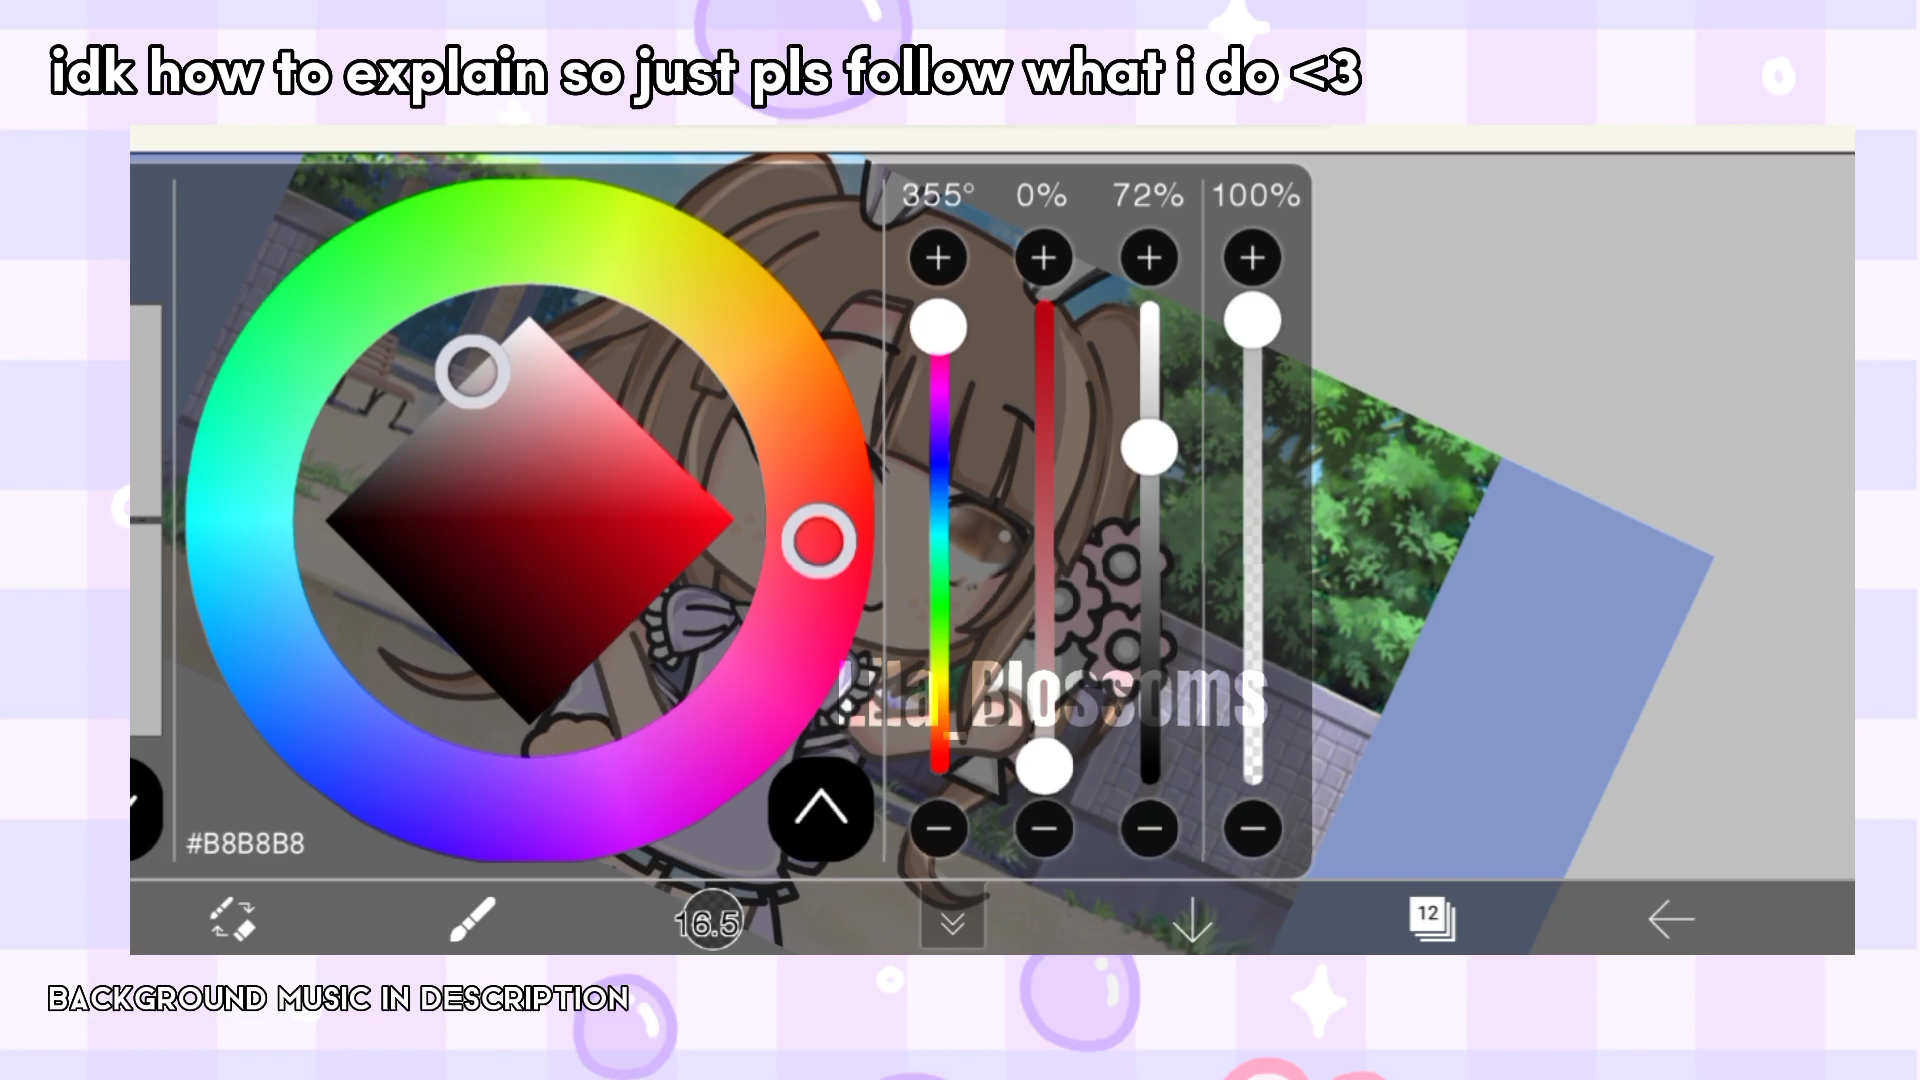 idk how to explain so just pls follow what i do <3
355° 0% 72% 100%
Lila_Blossoms
#B8B8B8
16.5
12
BACKGROUND MUSIC IN DESCRIPTION